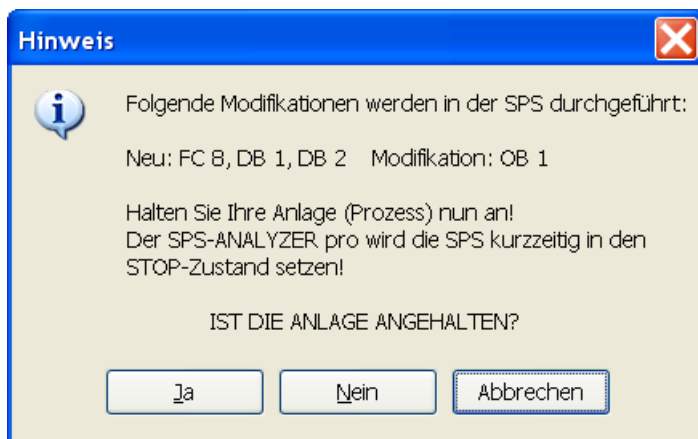 Hinweis
Folgende Modifikationen werden in der SPS durchgeführt:
Neu: FC 8, DB 1, DB 2 Modifikation: OB 1
Halten Sie Ihre Anlage (Prozess) nun an!
Der SPS-ANALYZER pro wird die SPS kurzzeitig in den
STOP-Zustand setzen!
IST DIE ANLAGE ANGEHALTEN?
Ja Nein Abbrechen